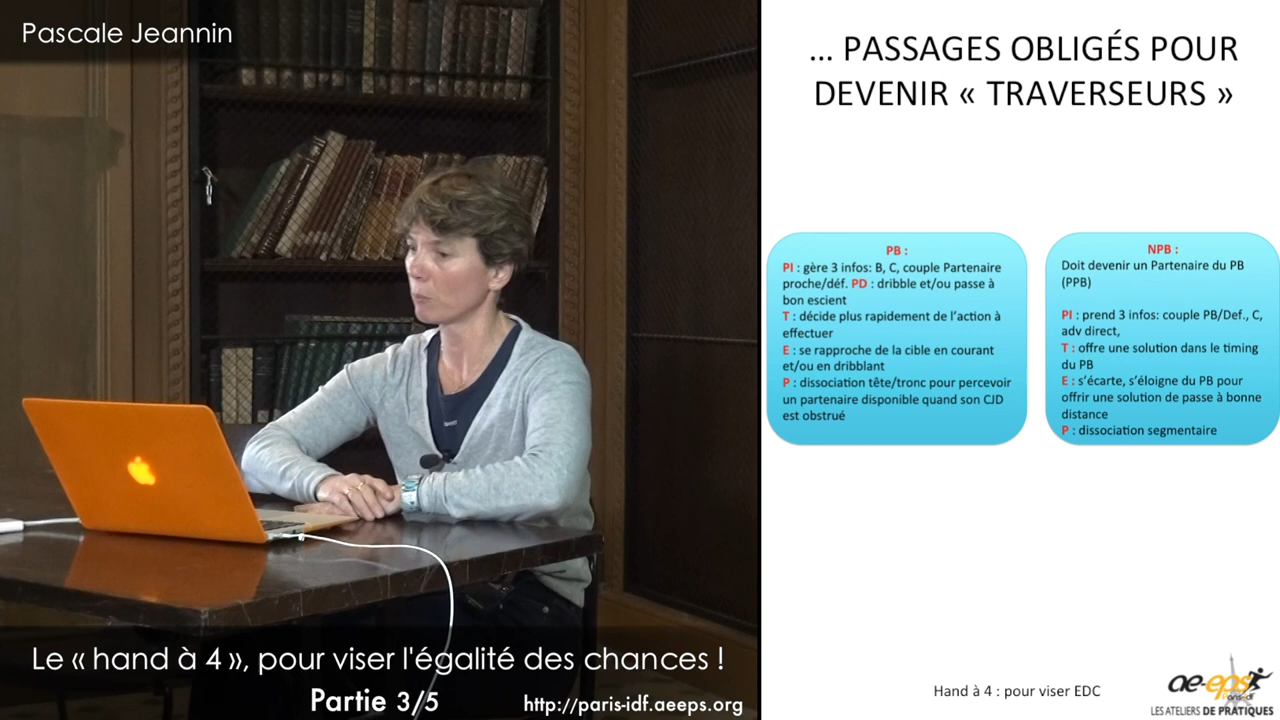 Pascale Jeannin
... PASSAGES OBLIGÉS POUR
DEVENIR « TRAVERSEURS »
PB :
PI : gère 3 infos: B, C, couple Partenaire
proche/déf. PD : dribble et/ou passe à
bon escient
T : décide plus rapidement de l'action à
effectuer
E : se rapproche de la cible en courant
et/ou en dribblant
P : dissociation tête/tronc pour percevoir
un partenaire disponible quand son CJD
est obstrué
NPB :
Doit devenir un Partenaire du PB
(PPB)
PI : prend 3 infos: couple PB/Def., C,
adv direct,
T : offre une solution dans le timing
du PB
E : s'écarte, s'éloigne du PB pour
offrir une solution de passe à bonne
distance
P : dissociation segmentaire
Le « hand à 4 », pour viser l'égalité des chances !
Partie 3/5
http://paris-idf.aeeps.org
Hand à 4 : pour viser EDC
ae-eps
Paris-idf
LES ATELIERS DE PRATIQUES